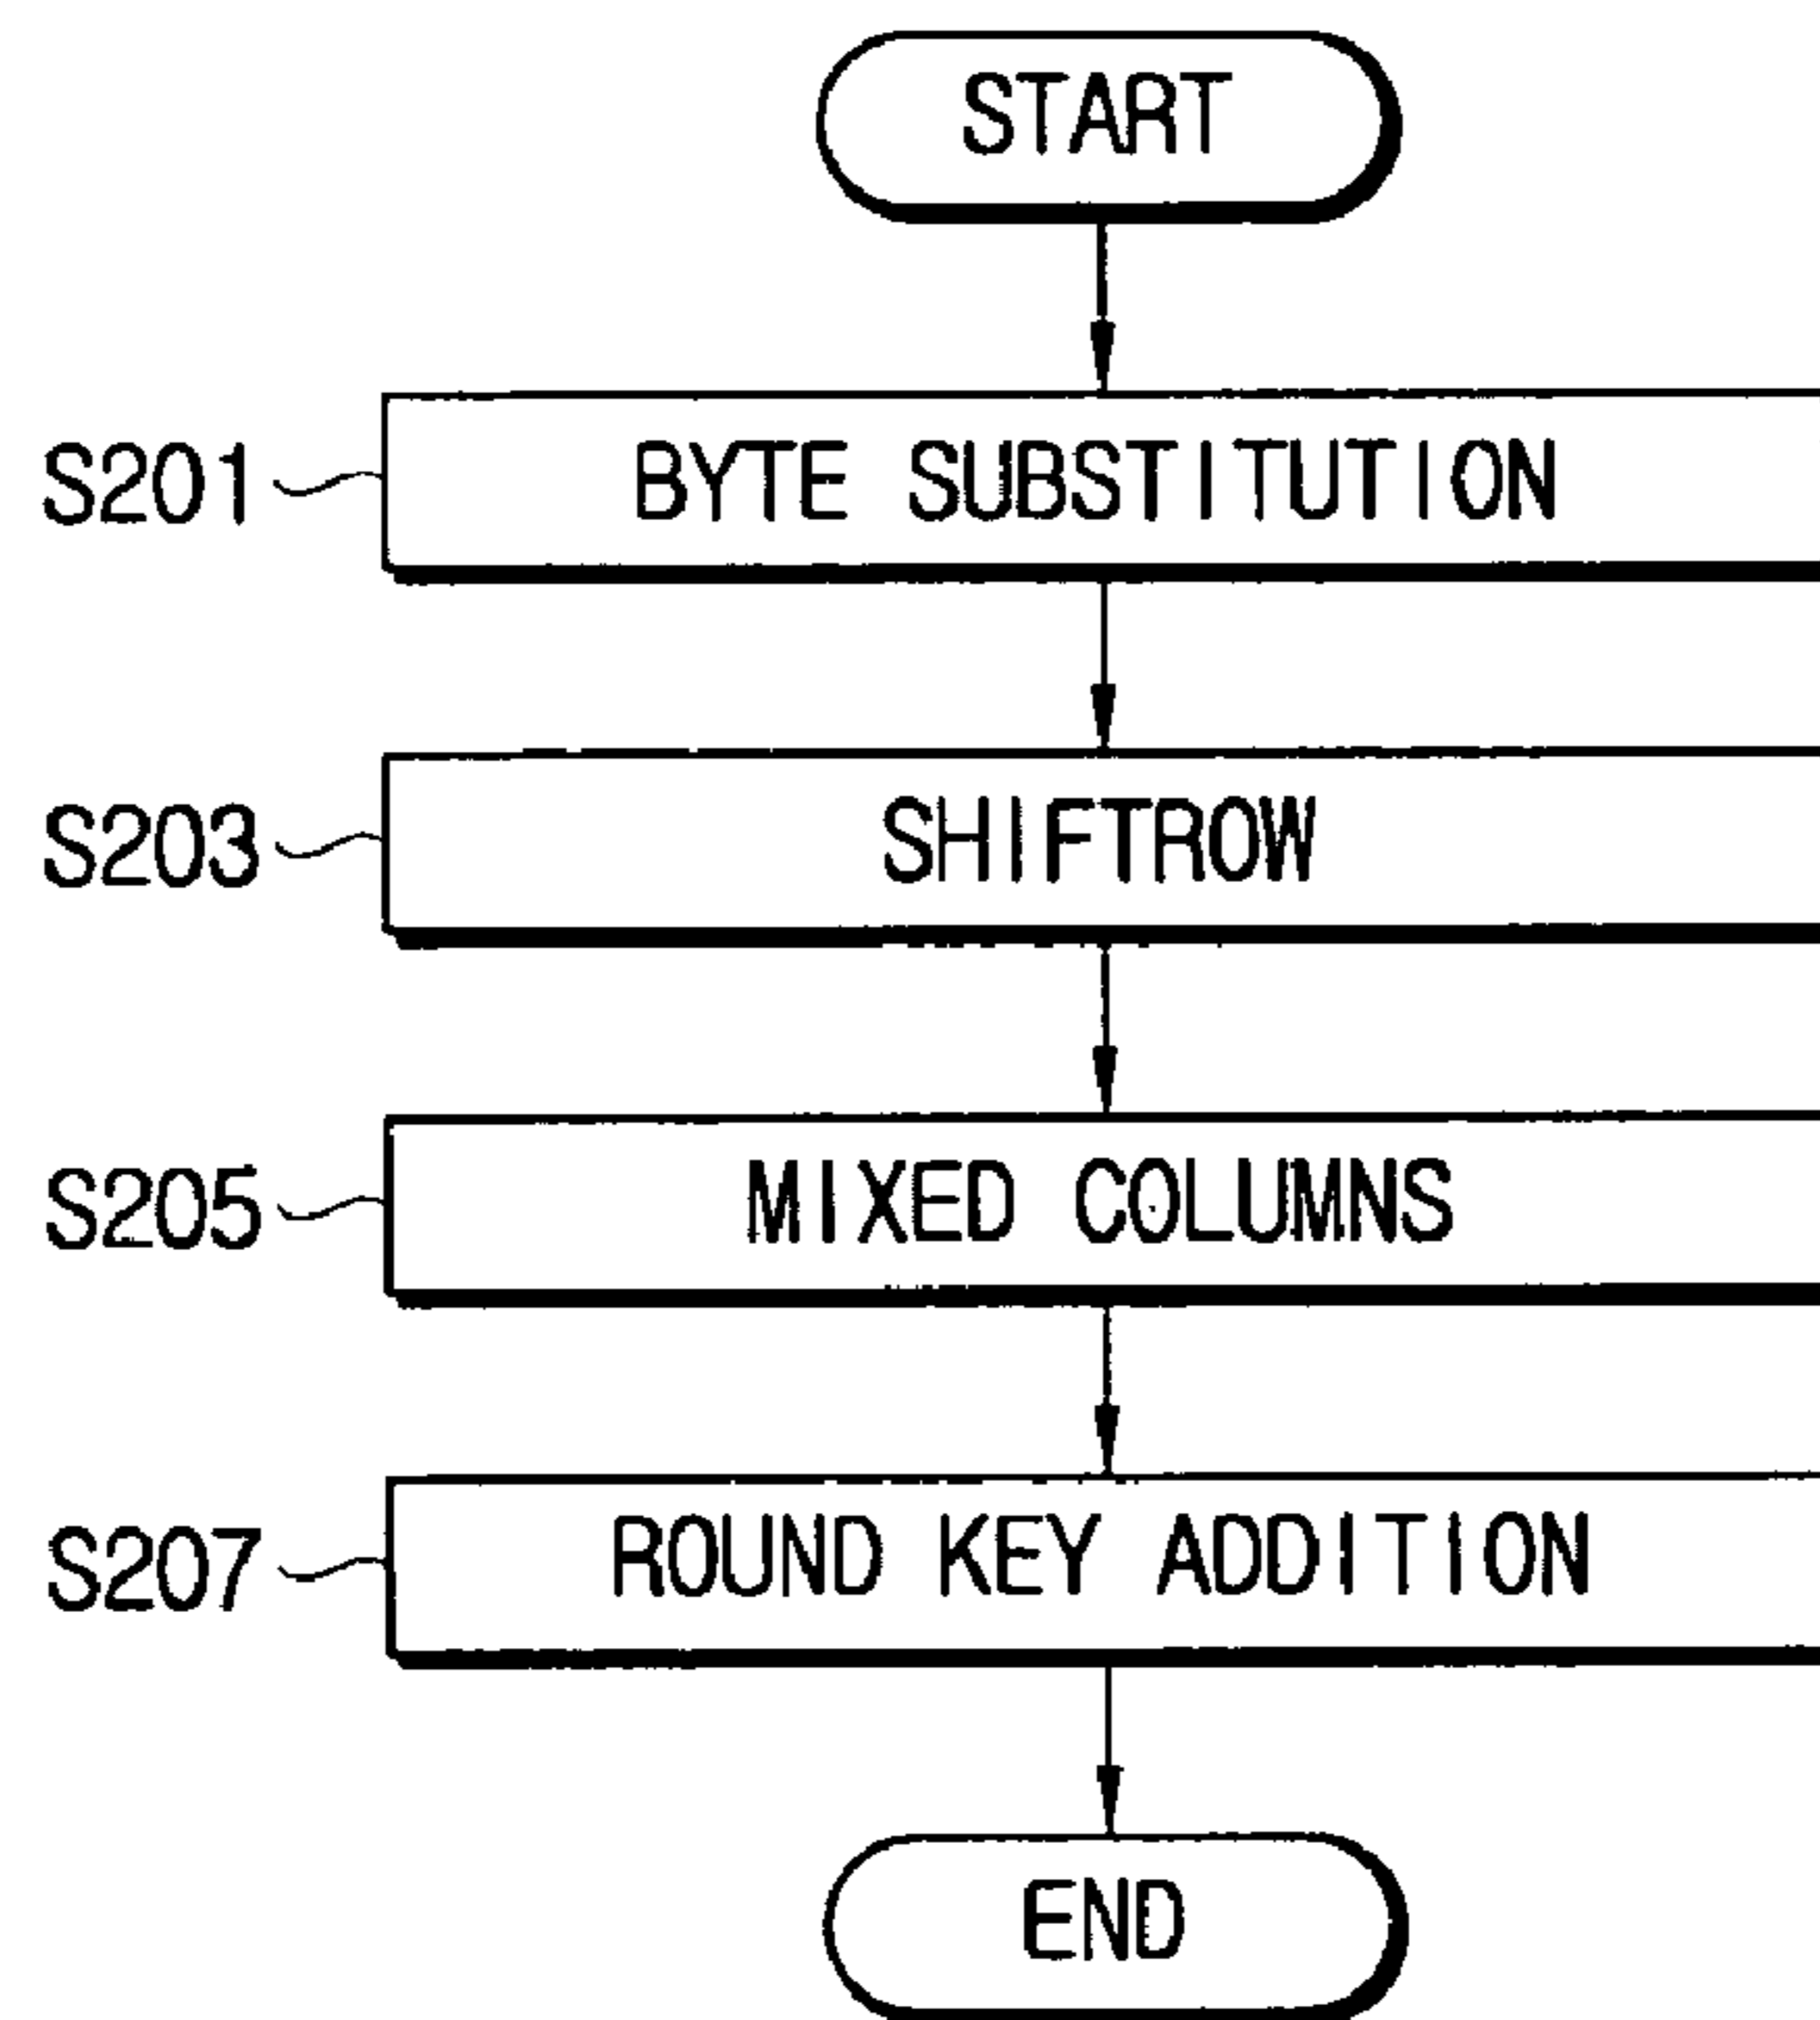 START
S201 BYTE SUBSTITUTION
S203 SHIFTROW
S205 MIXED COLUMNS
S207 ROUND KEY ADDITION
END